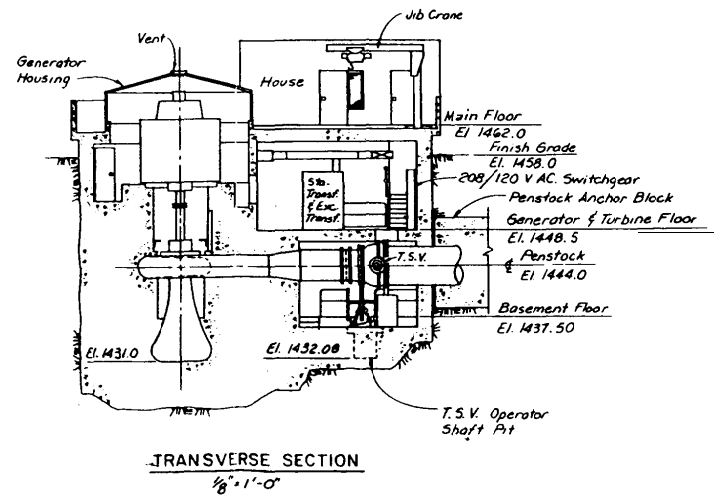 Jib Crane
Vent
Generator
Housing
House
Main Floor
El. 1462.0
Finish Grade
El. 1458.0
208/120 V AC. Switchgear
Penstock Anchor Block
Sta.
Transf.
& Exc.
Transf.
Generator & Turbine Floor
El. 1448.5
T.S.V.
℄ Penstock
El. 1444.0
Basement Floor
El. 1437.50
El. 1431.0
El. 1432.08
T.S.V. Operator
Shaft Pit
TRANSVERSE SECTION
1/8" = 1'-0"